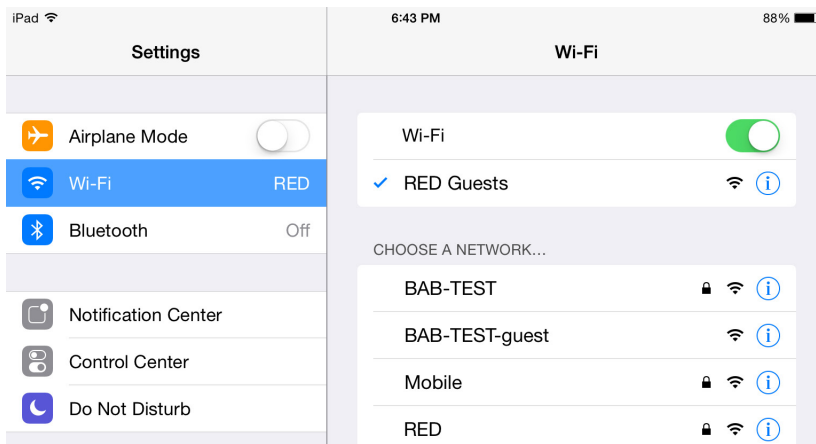 iPad 6:43 PM 88%
Settings
Wi-Fi
Airplane Mode
Wi-Fi RED
Bluetooth Off
Notification Center
Control Center
Do Not Disturb
Wi-Fi
RED Guests
CHOOSE A NETWORK...
BAB-TEST
BAB-TEST-guest
Mobile
RED